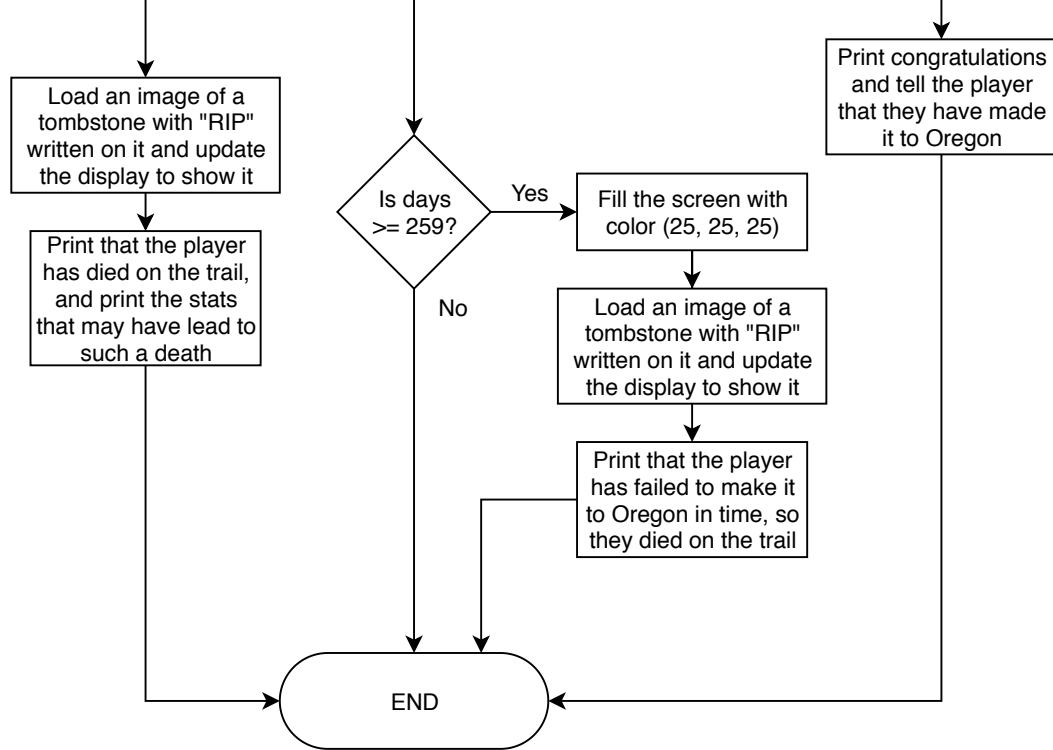 Load an image of a
tombstone with "RIP"
written on it and update
the display to show it
Print that the player
has died on the trail,
and print the stats
that may have lead to
such a death
Is days
>= 259?
Yes
No
Fill the screen with
color (25, 25, 25)
Load an image of a
tombstone with "RIP"
written on it and update
the display to show it
Print that the player
has failed to make it
to Oregon in time, so
they died on the trail
Print congratulations
and tell the player
that they have made
it to Oregon
END